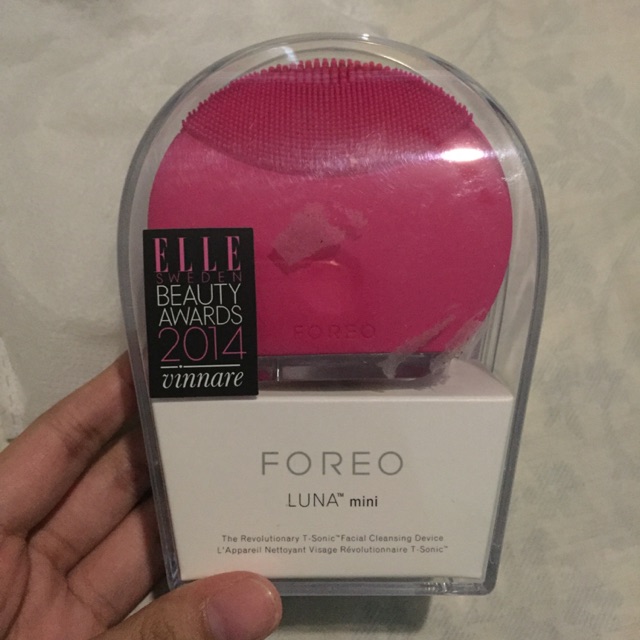 ELLE
SWEDEN
BEAUTY
AWARDS
2014
vinnare
FOREO
FOREO
LUNA™ mini
The Revolutionary T-Sonic™ Facial Cleansing Device
L'Appareil Nettoyant Visage Révolutionnaire T-Sonic™